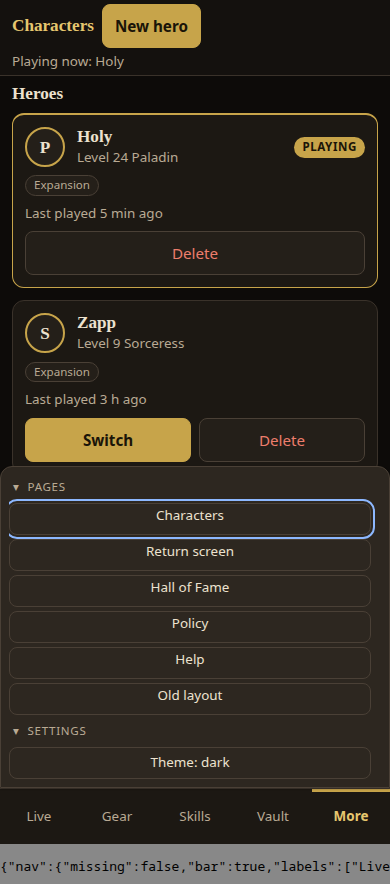 Characters New hero
Playing now: Holy
Heroes
P Holy PLAYING
Level 24 Paladin
Expansion
Last played 5 min ago
Delete
S Zapp
Level 9 Sorceress
Expansion
Last played 3 h ago
Switch Delete
▾ PAGES
Characters
Return screen
Hall of Fame
Policy
Help
Old layout
▾ SETTINGS
Theme: dark
Live Gear Skills Vault More
{"nav":{"missing":false,"bar":true,"labels":["Live